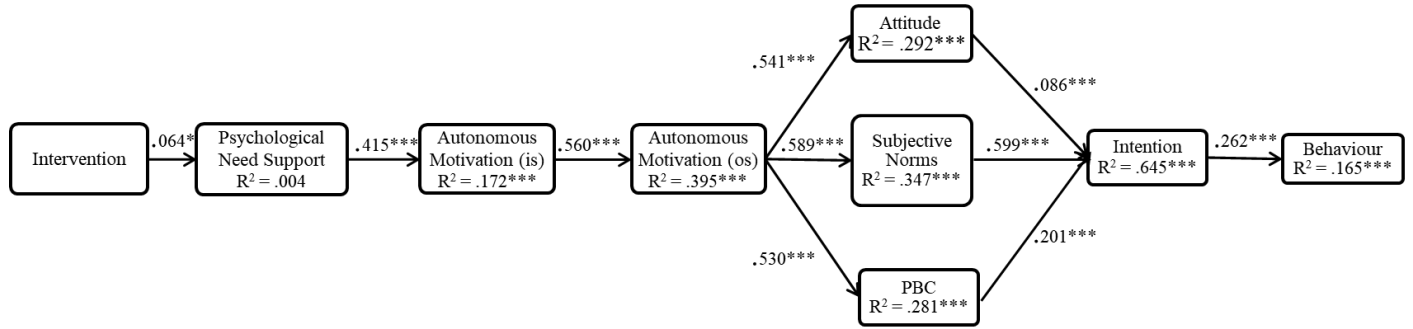 Intervention
.064*
Psychological
Need Support
R² = .004
.415***
Autonomous
Motivation (is)
R² = .172***
.560***
Autonomous
Motivation (os)
R² = .395***
.541***
.589***
.530***
Attitude
R² = .292***
Subjective
Norms
R² = .347***
PBC
R² = .281***
.086***
.599***
.201***
Intention
R² = .645***
.262***
Behaviour
R² = .165***